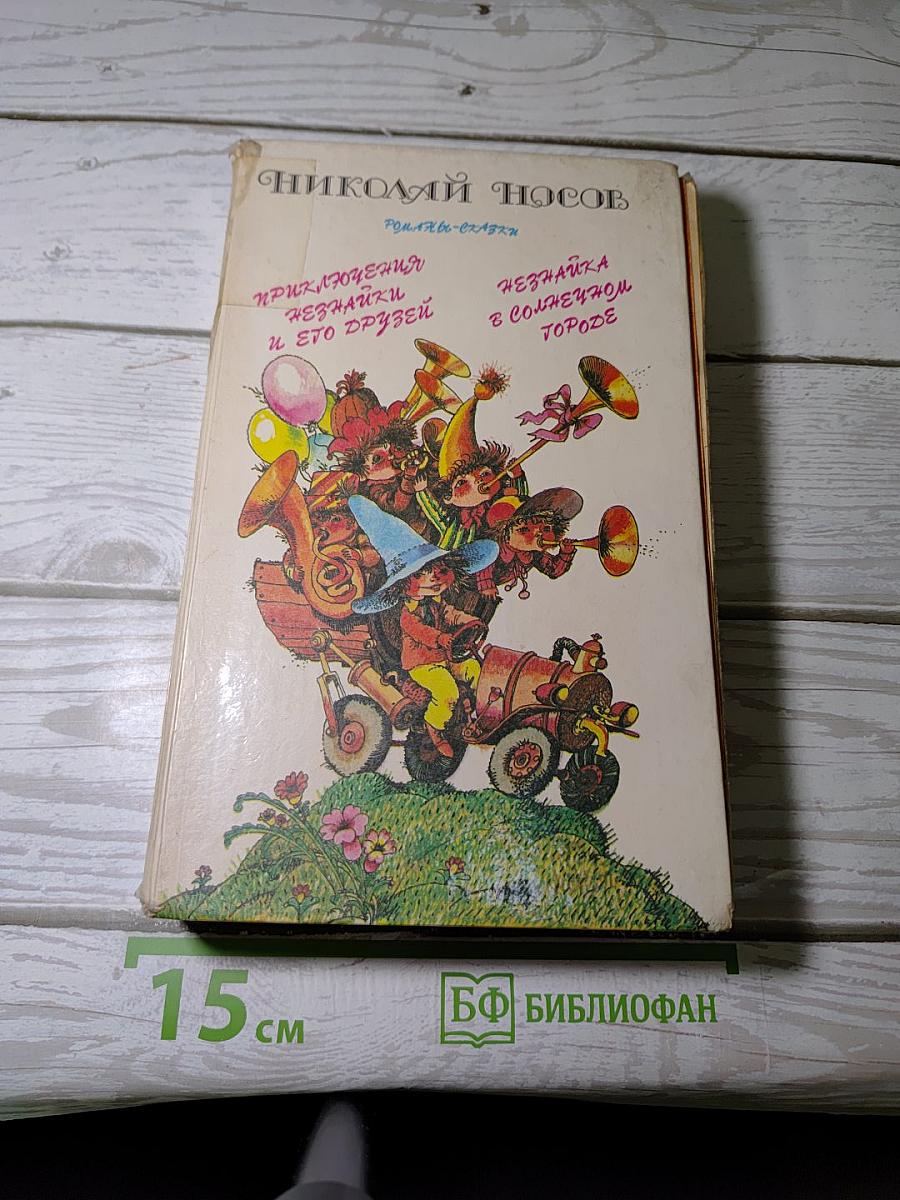 НИКОЛАЙ НОСОВ
РОМАНЫ-СКАЗКИ
ПРИКЛЮЧЕНИЯ
НЕЗНАЙКИ
И ЕГО ДРУЗЕЙ
НЕЗНАЙКА
В СОЛНЕЧНОМ
ГОРОДЕ
15 см
БФ БИБЛИОФАН